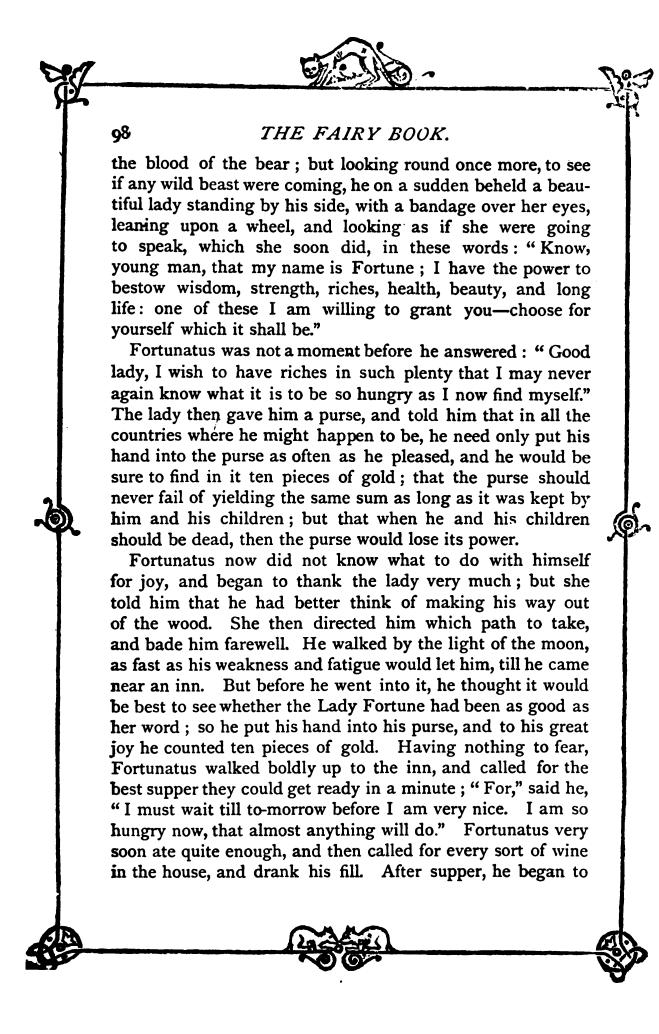 98 THE FAIRY BOOK.
the blood of the bear ; but looking round once more, to see
if any wild beast were coming, he on a sudden beheld a beau-
tiful lady standing by his side, with a bandage over her eyes,
leaning upon a wheel, and looking as if she were going
to speak, which she soon did, in these words : “ Know,
young man, that my name is Fortune ; I have the power to
bestow wisdom, strength, riches, health, beauty, and long
life : one of these I am willing to grant you—choose for
yourself which it shall be.”
Fortunatus was not a moment before he answered : “ Good
lady, I wish to have riches in such plenty that I may never
again know what it is to be so hungry as I now find myself.”
The lady then gave him a purse, and told him that in all the
countries where he might happen to be, he need only put his
hand into the purse as often as he pleased, and he would be
sure to find in it ten pieces of gold ; that the purse should
never fail of yielding the same sum as long as it was kept by
him and his children ; but that when he and his children
should be dead, then the purse would lose its power.
Fortunatus now did not know what to do with himself
for joy, and began to thank the lady very much ; but she
told him that he had better think of making his way out
of the wood. She then directed him which path to take,
and bade him farewell. He walked by the light of the moon,
as fast as his weakness and fatigue would let him, till he came
near an inn. But before he went into it, he thought it would
be best to see whether the Lady Fortune had been as good as
her word ; so he put his hand into his purse, and to his great
joy he counted ten pieces of gold. Having nothing to fear,
Fortunatus walked boldly up to the inn, and called for the
best supper they could get ready in a minute ; “ For,” said he,
“ I must wait till to-morrow before I am very nice. I am so
hungry now, that almost anything will do.” Fortunatus very
soon ate quite enough, and then called for every sort of wine
in the house, and drank his fill. After supper, he began to